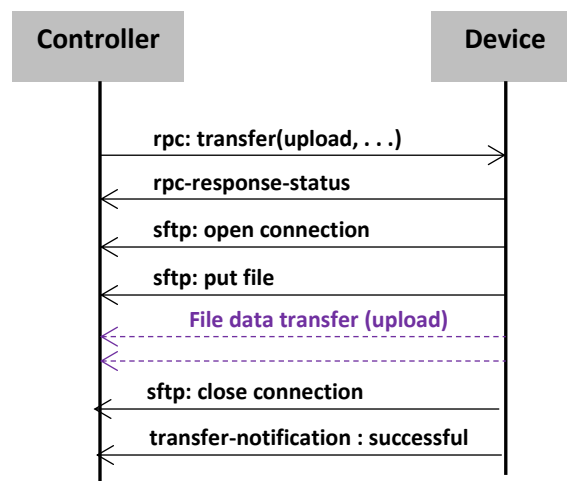 Controller
Device
rpc: transfer(upload, . . .)
rpc-response-status
sftp: open connection
sftp: put file
File data transfer (upload)
sftp: close connection
transfer-notification : successful